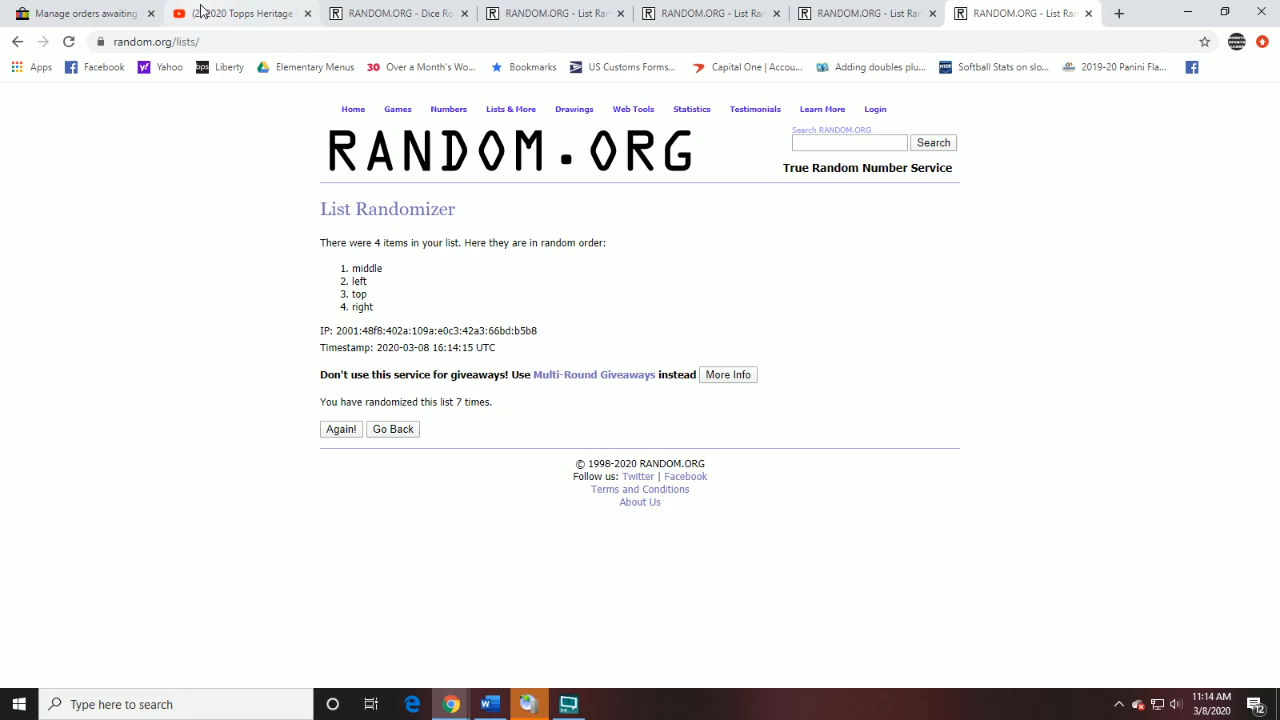 Manage orders awaiting
(2) 2020 Topps Heritage
RANDOM.ORG - Dice Ro
RANDOM.ORG - List Ra
RANDOM.ORG - List Ra
RANDOM.ORG - List Ra
RANDOM.ORG - List Ra
random.org/lists/
Apps
Facebook
Yahoo
bps Liberty
Elementary Menus
30 Over a Month's Wo...
Bookmarks
US Customs Forms...
Capital One | Accou...
Adding doubles plu...
Softball Stats on slo...
2019-20 Panini Fla...
Home Games Numbers Lists & More Drawings Web Tools Statistics Testimonials Learn More Login
RANDOM.ORG
Search RANDOM.ORG
Search
True Random Number Service
List Randomizer
There were 4 items in your list. Here they are in random order:
1. middle
2. left
3. top
4. right
IP: 2001:48f8:402a:109a:e0c3:42a3:66bd:b5b8
Timestamp: 2020-03-08 16:14:15 UTC
Don't use this service for giveaways! Use Multi-Round Giveaways instead More Info
You have randomized this list 7 times.
Again! Go Back
© 1998-2020 RANDOM.ORG
Follow us: Twitter | Facebook
Terms and Conditions
About Us
Type here to search
11:14 AM
3/8/2020
12